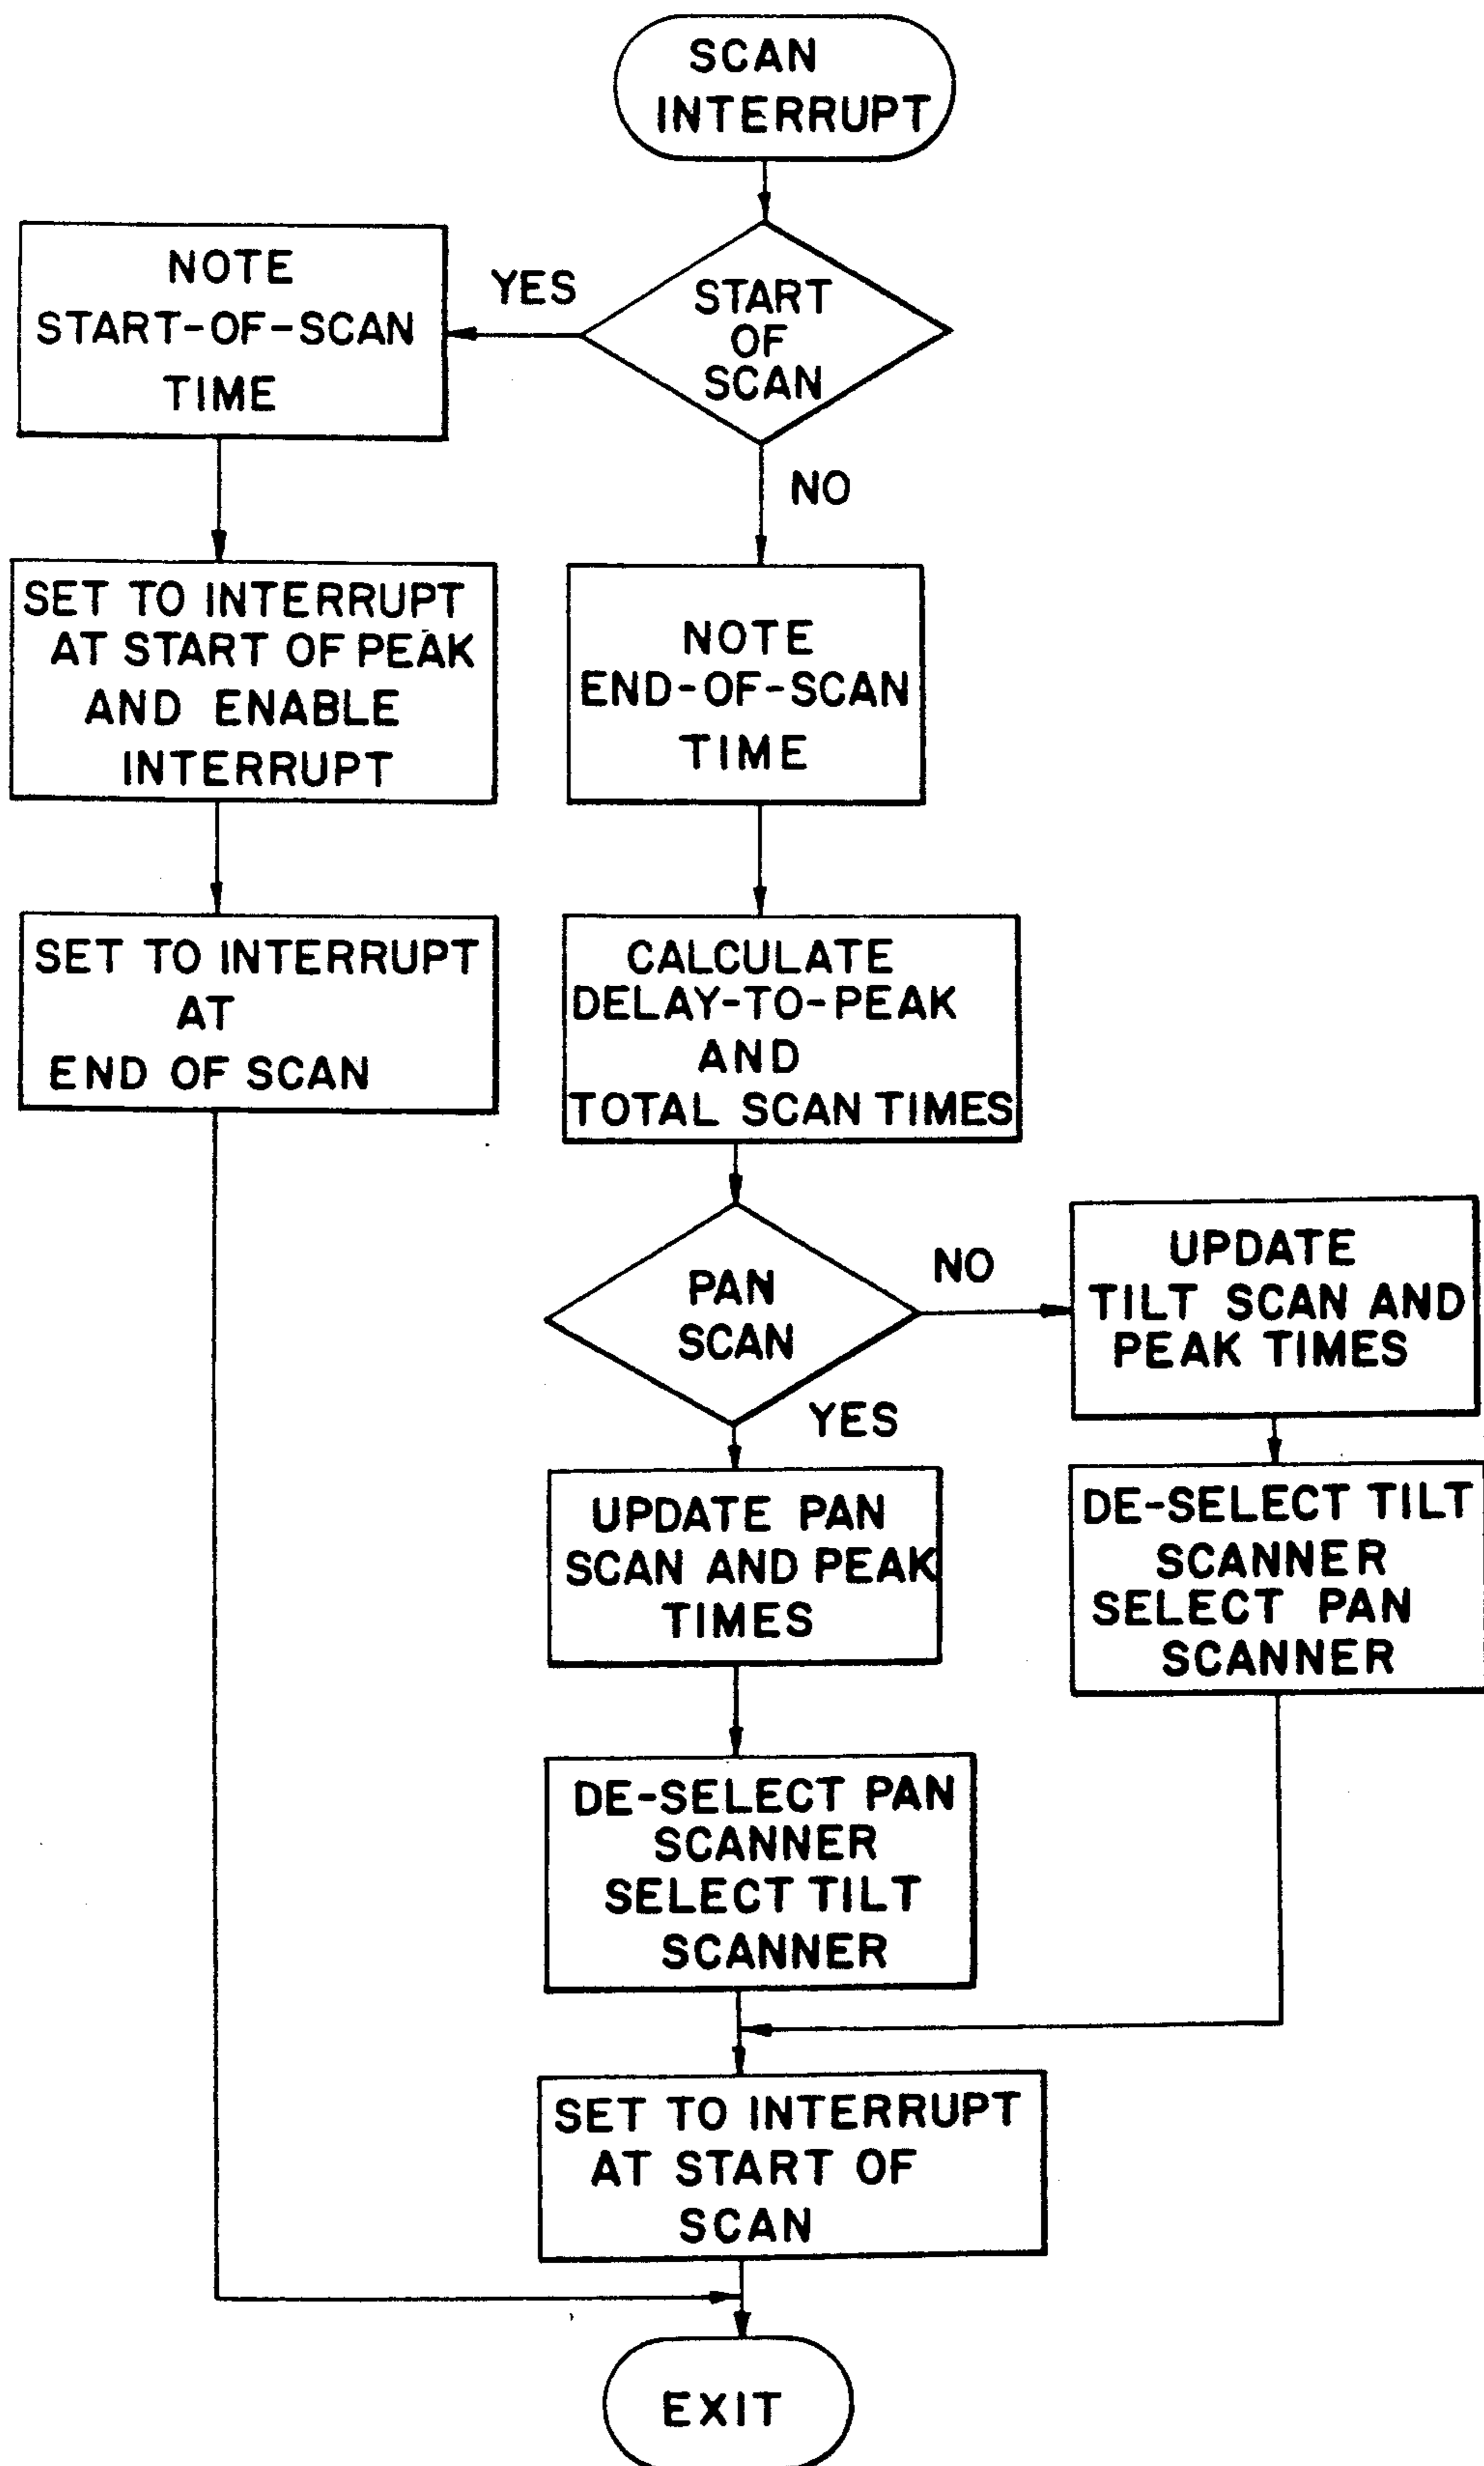 SCAN
INTERRUPT
START
OF
SCAN
YES
NOTE
START-OF-SCAN
TIME
NO
SET TO INTERRUPT
AT START OF PEAK
AND ENABLE
INTERRUPT
NOTE
END-OF-SCAN
TIME
SET TO INTERRUPT
AT
END OF SCAN
CALCULATE
DELAY-TO-PEAK
AND
TOTAL SCAN TIMES
PAN
SCAN
NO
UPDATE
TILT SCAN AND
PEAK TIMES
YES
UPDATE PAN
SCAN AND PEAK
TIMES
DE-SELECT TILT
SCANNER
SELECT PAN
SCANNER
DE-SELECT PAN
SCANNER
SELECT TILT
SCANNER
SET TO INTERRUPT
AT START OF
SCAN
EXIT